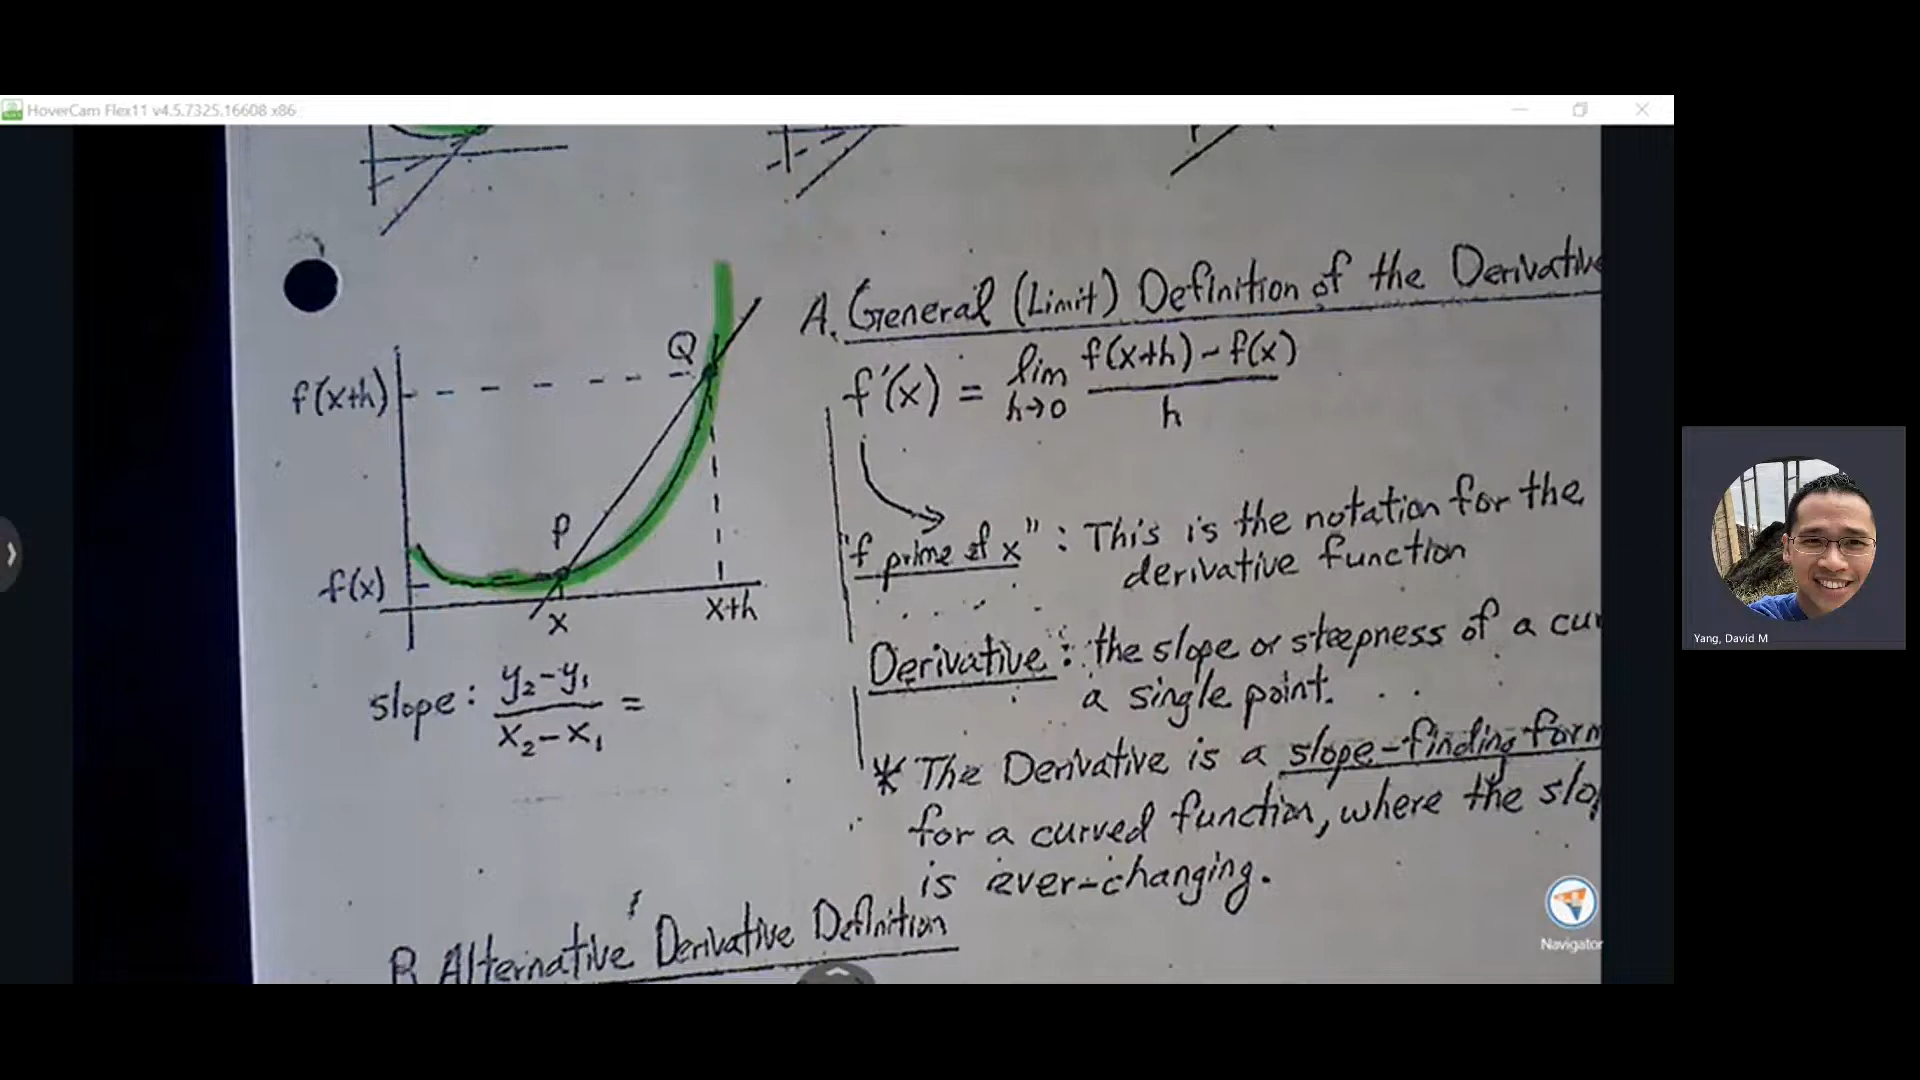 HoverCam Flex11 v4.5.7325.16608 x86
A. General (Limit) Definition of the Derivative
f'(x) = lim h→0 f(x+h) - f(x) / h
"f prime of x" : This is the notation for the
derivative function
Derivative : the slope or steepness of a
a single point.
* The Derivative is a slope-finding
for a curved function, where the
is ever-changing.
Q
f(x+h)
P
f(x)
x
x+h
slope: y₂-y₁ / x₂-x₁ =
B. Alternative Derivative Definition
Navigator
Yang, David M